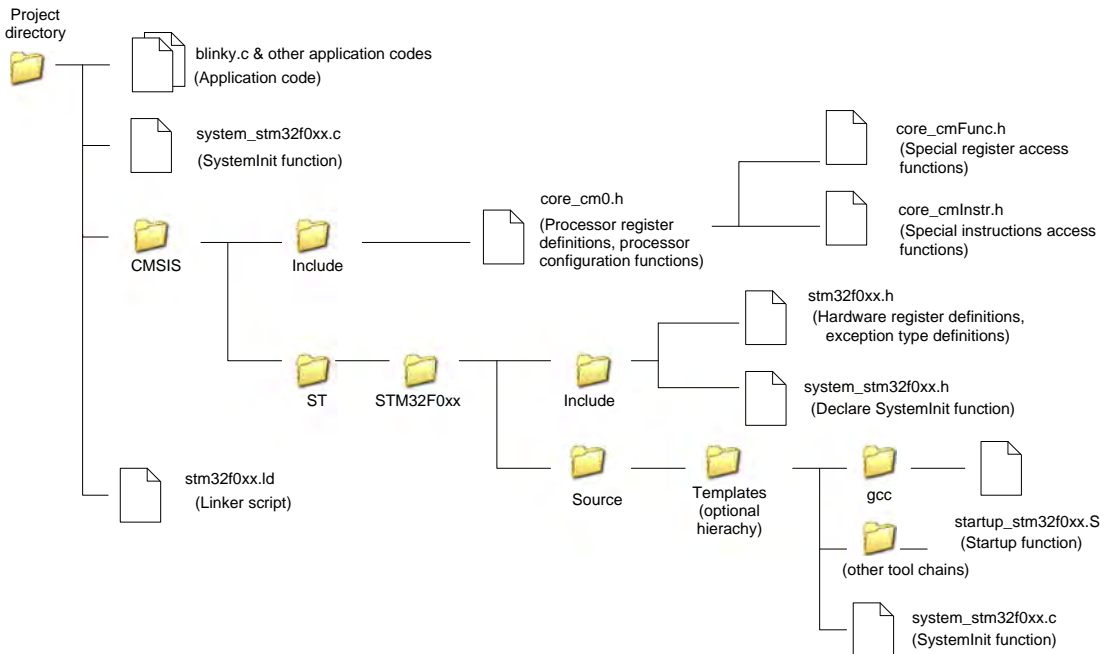 Project
directory
blinky.c & other application codes
(Application code)
system_stm32f0xx.c
(SystemInit function)
core_cmFunc.h
(Special register access
functions)
core_cm0.h
(Processor register
definitions, processor
configuration functions)
core_cmInstr.h
(Special instructions access
functions)
CMSIS
Include
stm32f0xx.h
(Hardware register definitions,
exception type definitions)
ST
STM32F0xx
Include
system_stm32f0xx.h
(Declare SystemInit function)
stm32f0xx.ld
(Linker script)
Source
Templates
(optional
hierachy)
gcc
startup_stm32f0xx.S
(Startup function)
(other tool chains)
system_stm32f0xx.c
(SystemInit function)